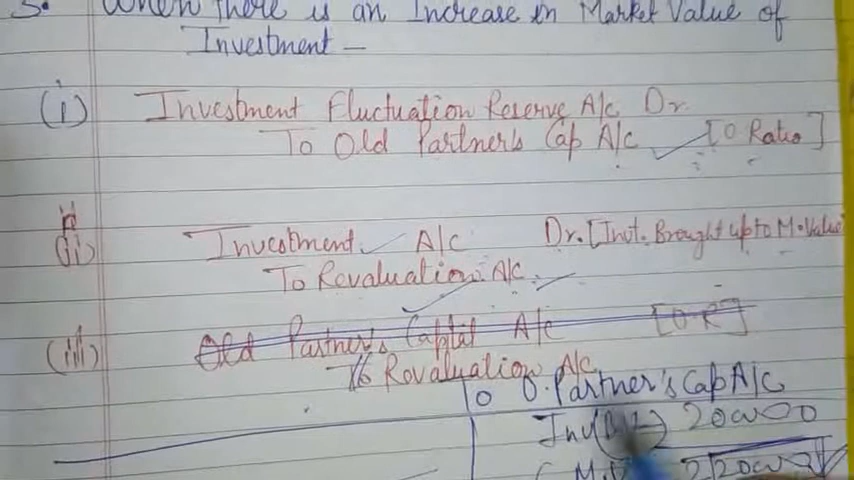 3. When There is an Increase in Market Value of
Investment —
(i) Investment Fluctuation Reserve A/c Dr.
To Old Partner's Cap A/c [O Ratio]
(ii) Investment A/c Dr. [Invt. Brought up to M. Value
To Revaluation A/c
(iii) Old Partner's Capital A/c [O R]
To Revaluation A/c
To O. Partner's Cap A/c
Inv